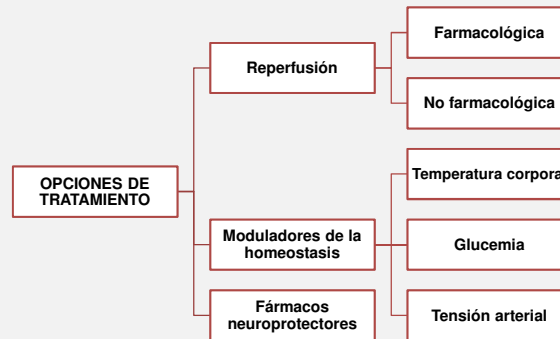 Farmacológica
Reperfusión
No farmacológica
OPCIONES DE
TRATAMIENTO
Temperatura corpora
Moduladores de la
homeostasis
Glucemia
Fármacos
neuroprotectores
Tensión arterial